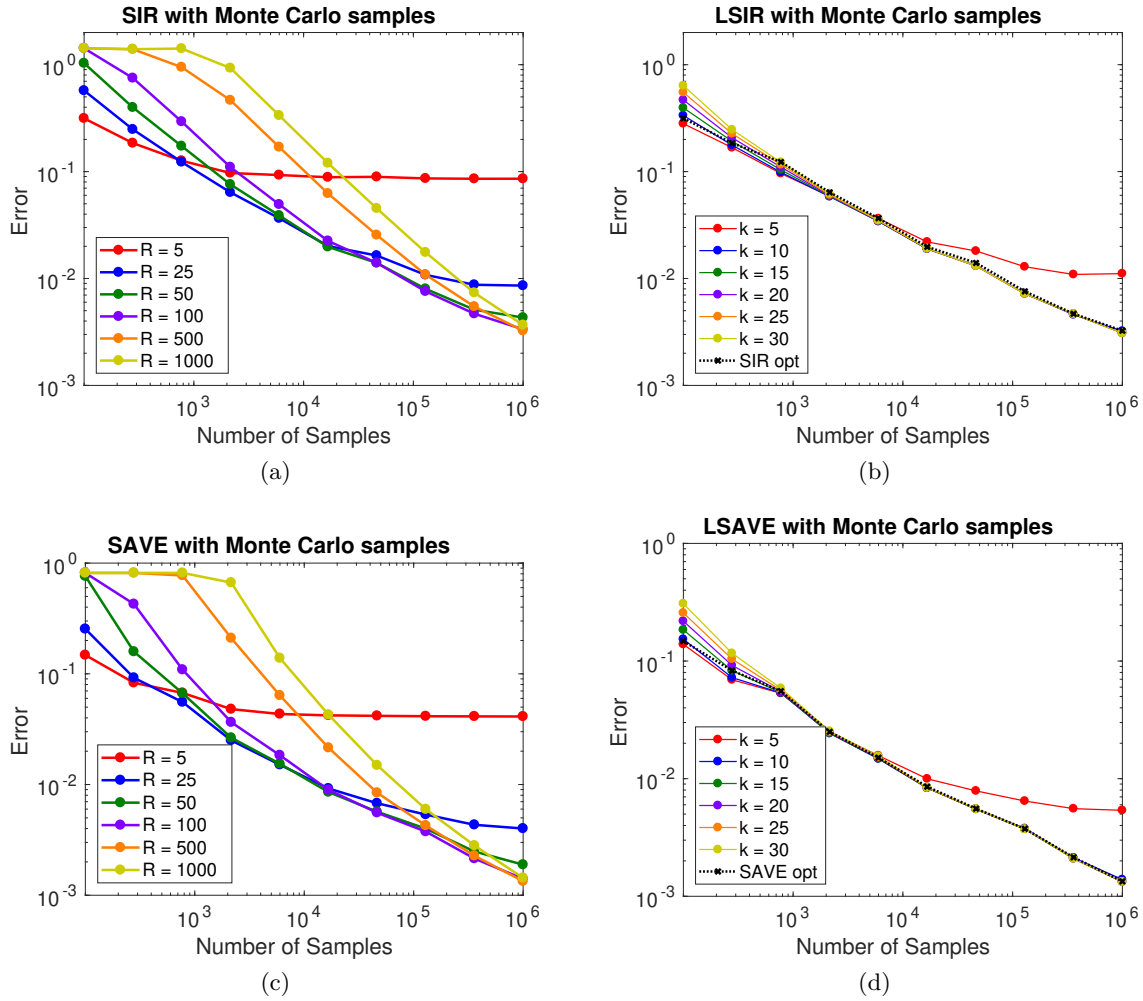 SIR with Monte Carlo samples
10^0
10^-1
10^-2
10^-3
Error
R = 5
R = 25
R = 50
R = 100
R = 500
R = 1000
10^3
10^4
10^5
10^6
Number of Samples
(a)
LSIR with Monte Carlo samples
10^0
10^-1
10^-2
10^-3
Error
k = 5
k = 10
k = 15
k = 20
k = 25
k = 30
SIR opt
10^3
10^4
10^5
10^6
Number of Samples
(b)
SAVE with Monte Carlo samples
10^0
10^-1
10^-2
10^-3
Error
R = 5
R = 25
R = 50
R = 100
R = 500
R = 1000
10^3
10^4
10^5
10^6
Number of Samples
(c)
LSAVE with Monte Carlo samples
10^0
10^-1
10^-2
10^-3
Error
k = 5
k = 10
k = 15
k = 20
k = 25
k = 30
SAVE opt
10^3
10^4
10^5
10^6
Number of Samples
(d)